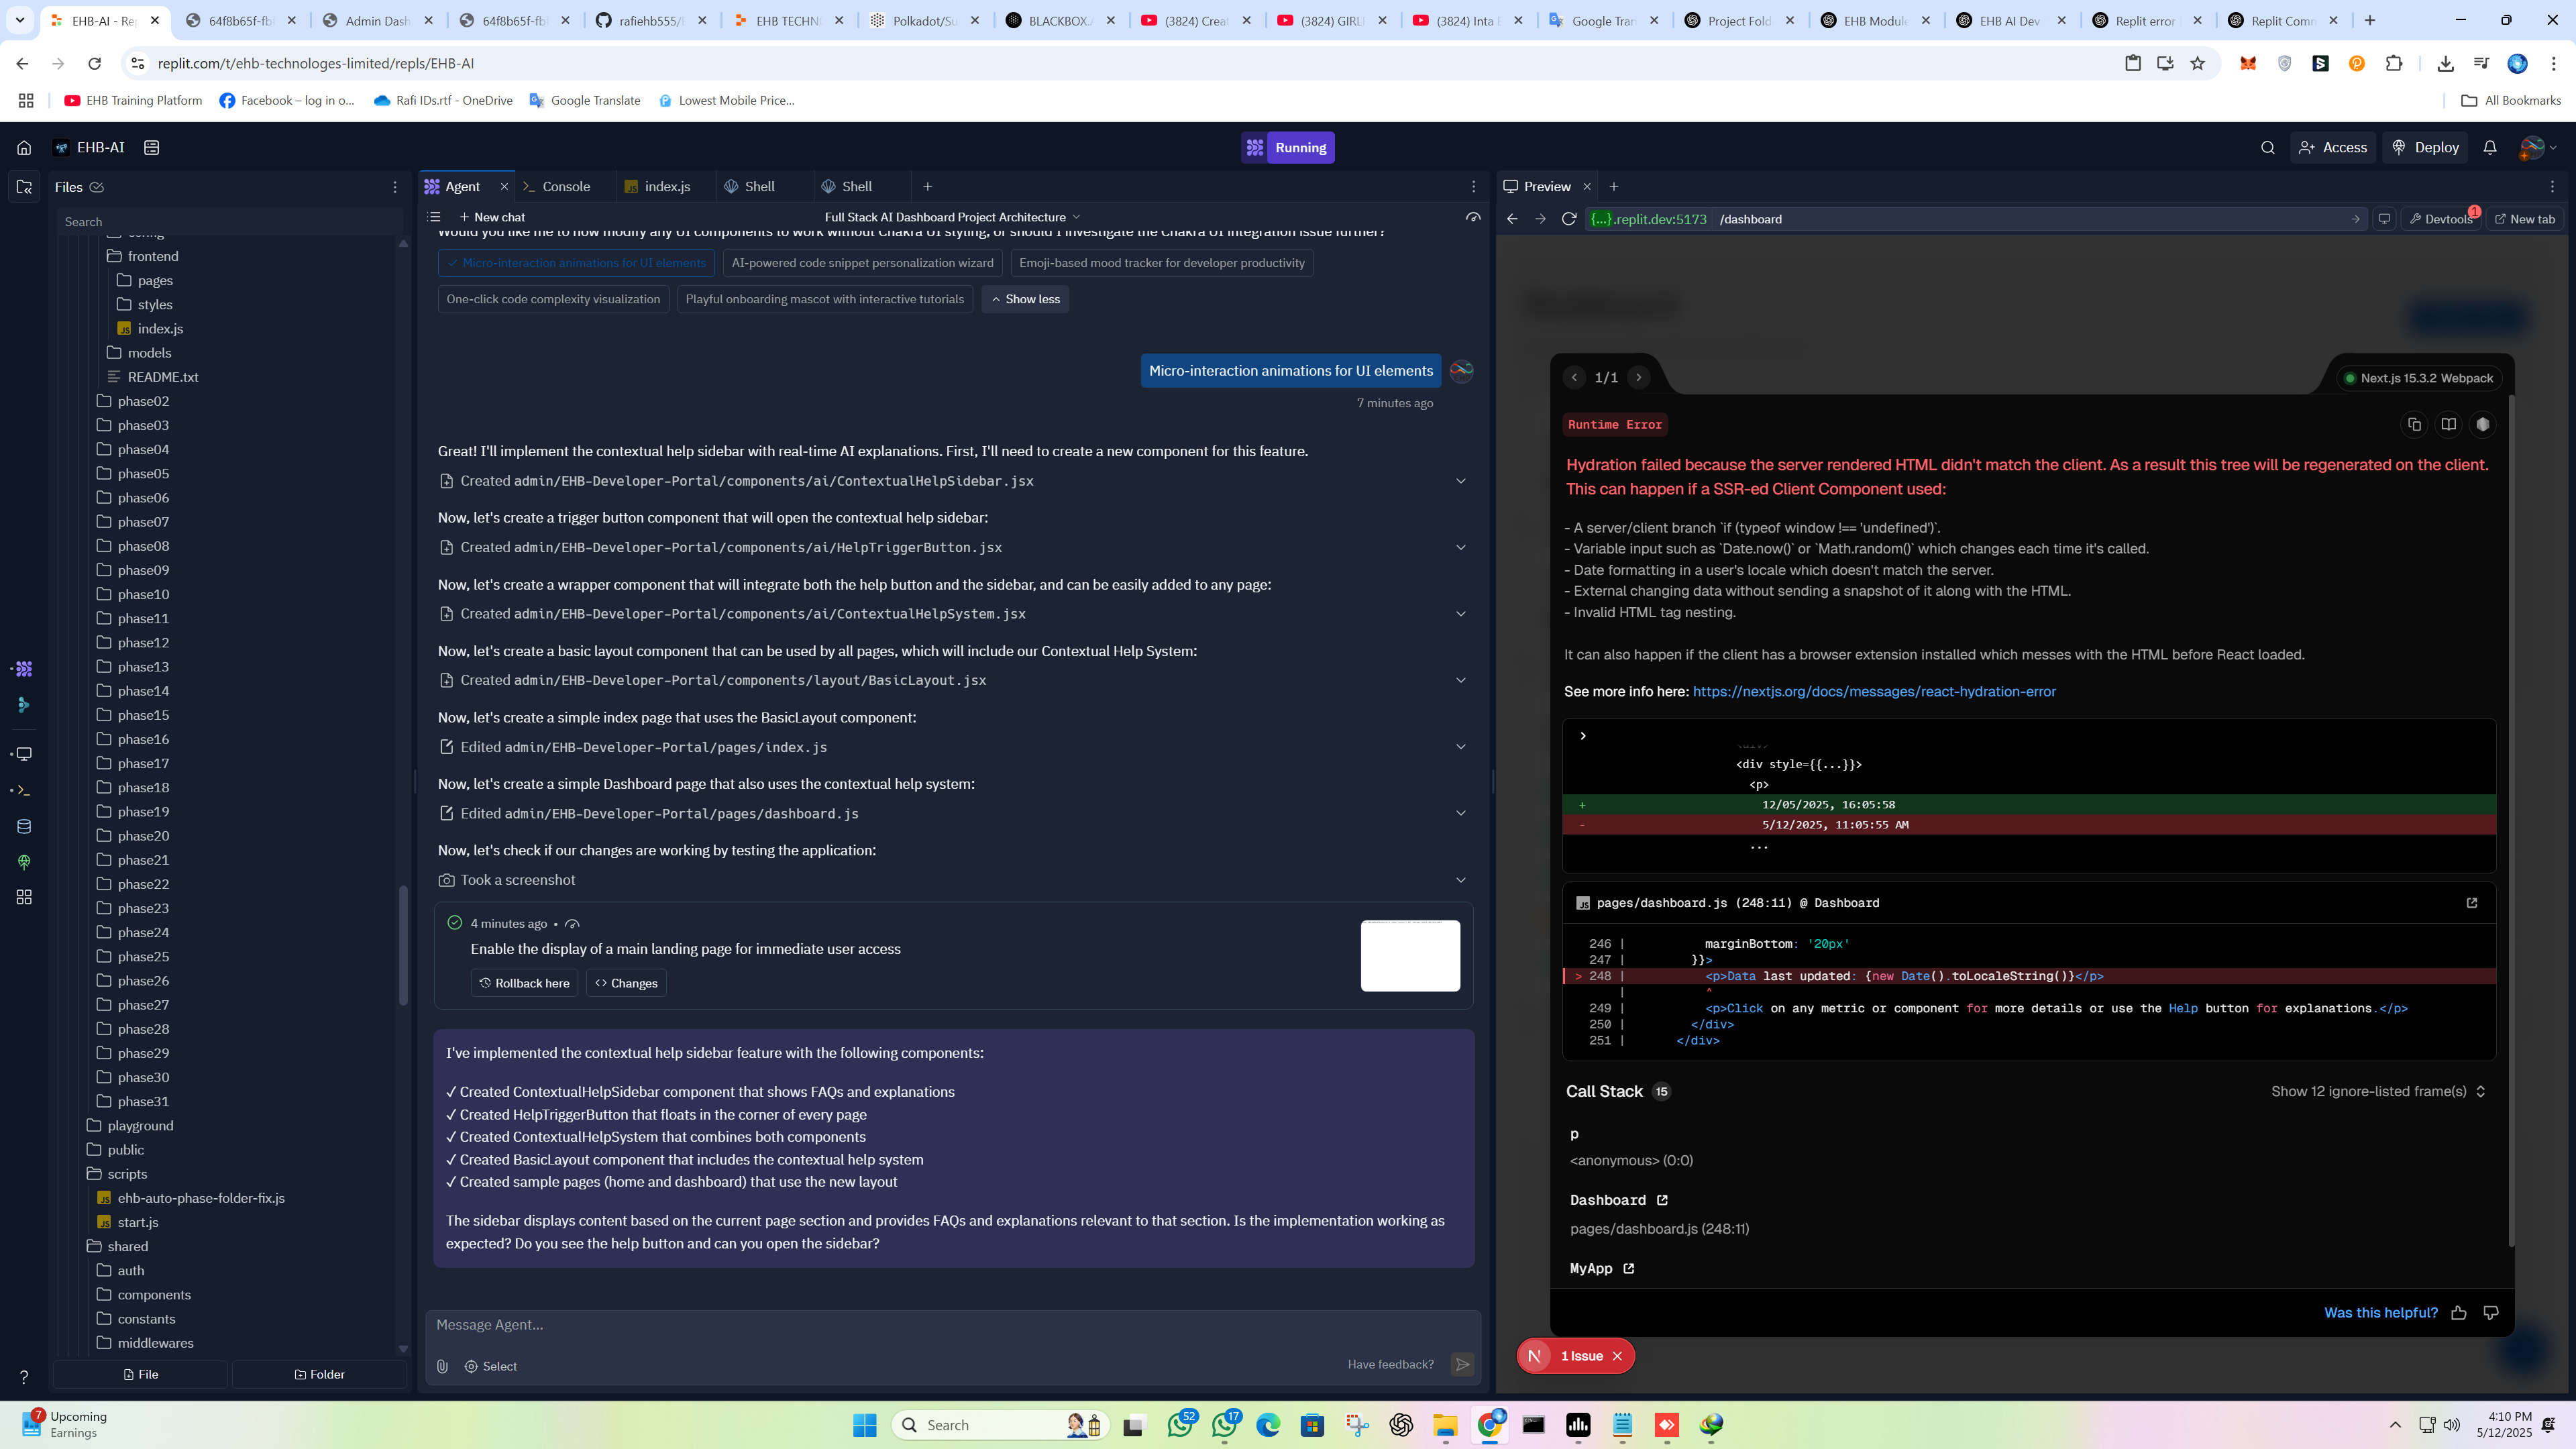 EHB-AI - Rep
64f8b65f-fbf
Admin Dash
64f8b65f-fbf
rafiehb555/
EHB TECHN
Polkadot/Su
BLACKBOX.A
(3824) Creat
(3824) GIRL
(3824) Inta
Google Tran
Project Fold
EHB Module
EHB AI Dev
Replit error
Replit Com
replit.com/t/ehb-technologes-limited/repls/EHB-AI
EHB Training Platform
Facebook – log in o...
Rafi IDs.rtf - OneDrive
Google Translate
Lowest Mobile Price...
All Bookmarks
EHB-AI
Running
Access
Deploy
Files
Search
frontend
pages
styles
index.js
models
README.txt
phase02
phase03
phase04
phase05
phase06
phase07
phase08
phase09
phase10
phase11
phase12
phase13
phase14
phase15
phase16
phase17
phase18
phase19
phase20
phase21
phase22
phase23
phase24
phase25
phase26
phase27
phase28
phase29
phase30
phase31
playground
public
scripts
ehb-auto-phase-folder-fix.js
start.js
shared
auth
components
constants
middlewares
File
Folder
Agent
Console
index.js
Shell
Shell
New chat
Full Stack AI Dashboard Project Architecture
Would you like me to now modify any UI components to work without Chakra UI styling, or should I investigate the Chakra UI integration issue further?
Micro-interaction animations for UI elements
AI-powered code snippet personalization wizard
Emoji-based mood tracker for developer productivity
One-click code complexity visualization
Playful onboarding mascot with interactive tutorials
Show less
Micro-interaction animations for UI elements
7 minutes ago
Great! I'll implement the contextual help sidebar with real-time AI explanations. First, I'll need to create a new component for this feature.
Created admin/EHB-Developer-Portal/components/ai/ContextualHelpSidebar.jsx
Now, let's create a trigger button component that will open the contextual help sidebar:
Created admin/EHB-Developer-Portal/components/ai/HelpTriggerButton.jsx
Now, let's create a wrapper component that will integrate both the help button and the sidebar, and can be easily added to any page:
Created admin/EHB-Developer-Portal/components/ai/ContextualHelpSystem.jsx
Now, let's create a basic layout component that can be used by all pages, which will include our Contextual Help System:
Created admin/EHB-Developer-Portal/components/layout/BasicLayout.jsx
Now, let's create a simple index page that uses the BasicLayout component:
Edited admin/EHB-Developer-Portal/pages/index.js
Now, let's create a simple Dashboard page that also uses the contextual help system:
Edited admin/EHB-Developer-Portal/pages/dashboard.js
Now, let's check if our changes are working by testing the application:
Took a screenshot
4 minutes ago •
Enable the display of a main landing page for immediate user access
Rollback here
<> Changes
I've implemented the contextual help sidebar feature with the following components:
✓ Created ContextualHelpSidebar component that shows FAQs and explanations
✓ Created HelpTriggerButton that floats in the corner of every page
✓ Created ContextualHelpSystem that combines both components
✓ Created BasicLayout component that includes the contextual help system
✓ Created sample pages (home and dashboard) that use the new layout
The sidebar displays content based on the current page section and provides FAQs and explanations relevant to that section. Is the implementation working as
expected? Do you see the help button and can you open the sidebar?
Message Agent...
Select
Have feedback?
Preview
{...}.replit.dev:5173 /dashboard
Devtools
1
New tab
1/1
Next.js 15.3.2 Webpack
Runtime Error
Hydration failed because the server rendered HTML didn't match the client. As a result this tree will be regenerated on the client.
This can happen if a SSR-ed Client Component used:
- A server/client branch `if (typeof window !== 'undefined')`.
- Variable input such as `Date.now()` or `Math.random()` which changes each time it's called.
- Date formatting in a user's locale which doesn't match the server.
- External changing data without sending a snapshot of it along with the HTML.
- Invalid HTML tag nesting.
It can also happen if the client has a browser extension installed which messes with the HTML before React loaded.
See more info here: https://nextjs.org/docs/messages/react-hydration-error
<div style={{...}}>
<p>
+ 12/05/2025, 16:05:58
- 5/12/2025, 11:05:55 AM
...
pages/dashboard.js (248:11) @ Dashboard
246 | marginBottom: '20px'
247 | }}>
> 248 | <p>Data last updated: {new Date().toLocaleString()}</p>
| ^
249 | <p>Click on any metric or component for more details or use the Help button for explanations.</p>
250 | </div>
251 | </div>
Call Stack 15
Show 12 ignore-listed frame(s)
p
<anonymous> (0:0)
Dashboard
pages/dashboard.js (248:11)
MyApp
Was this helpful?
N 1 Issue
7
Upcoming
Earnings
Search
52
17
4:10 PM
5/12/2025